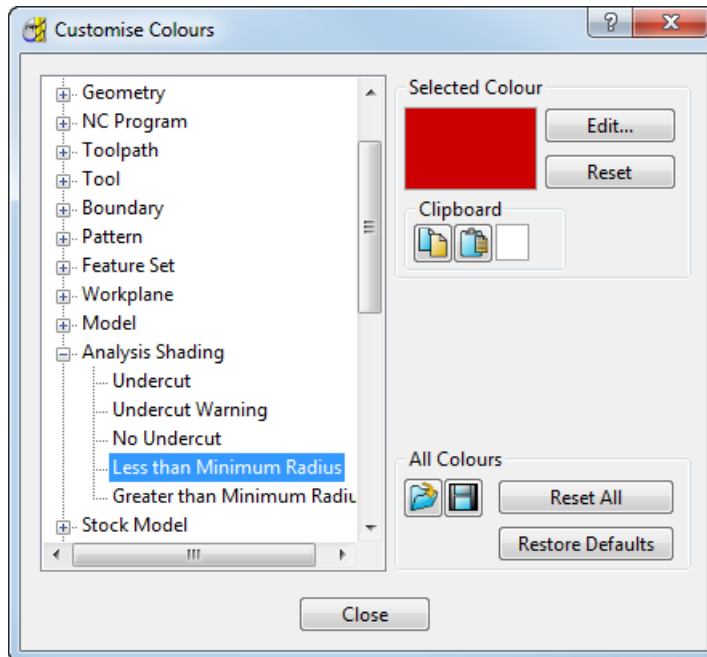 Customise Colours
?
Geometry
NC Program
Toolpath
Tool
Boundary
Pattern
Feature Set
Workplane
Model
Analysis Shading
Undercut
Undercut Warning
No Undercut
Less than Minimum Radius
Greater than Minimum Radiu
Stock Model
Selected Colour
Edit...
Reset
Clipboard
All Colours
Reset All
Restore Defaults
Close